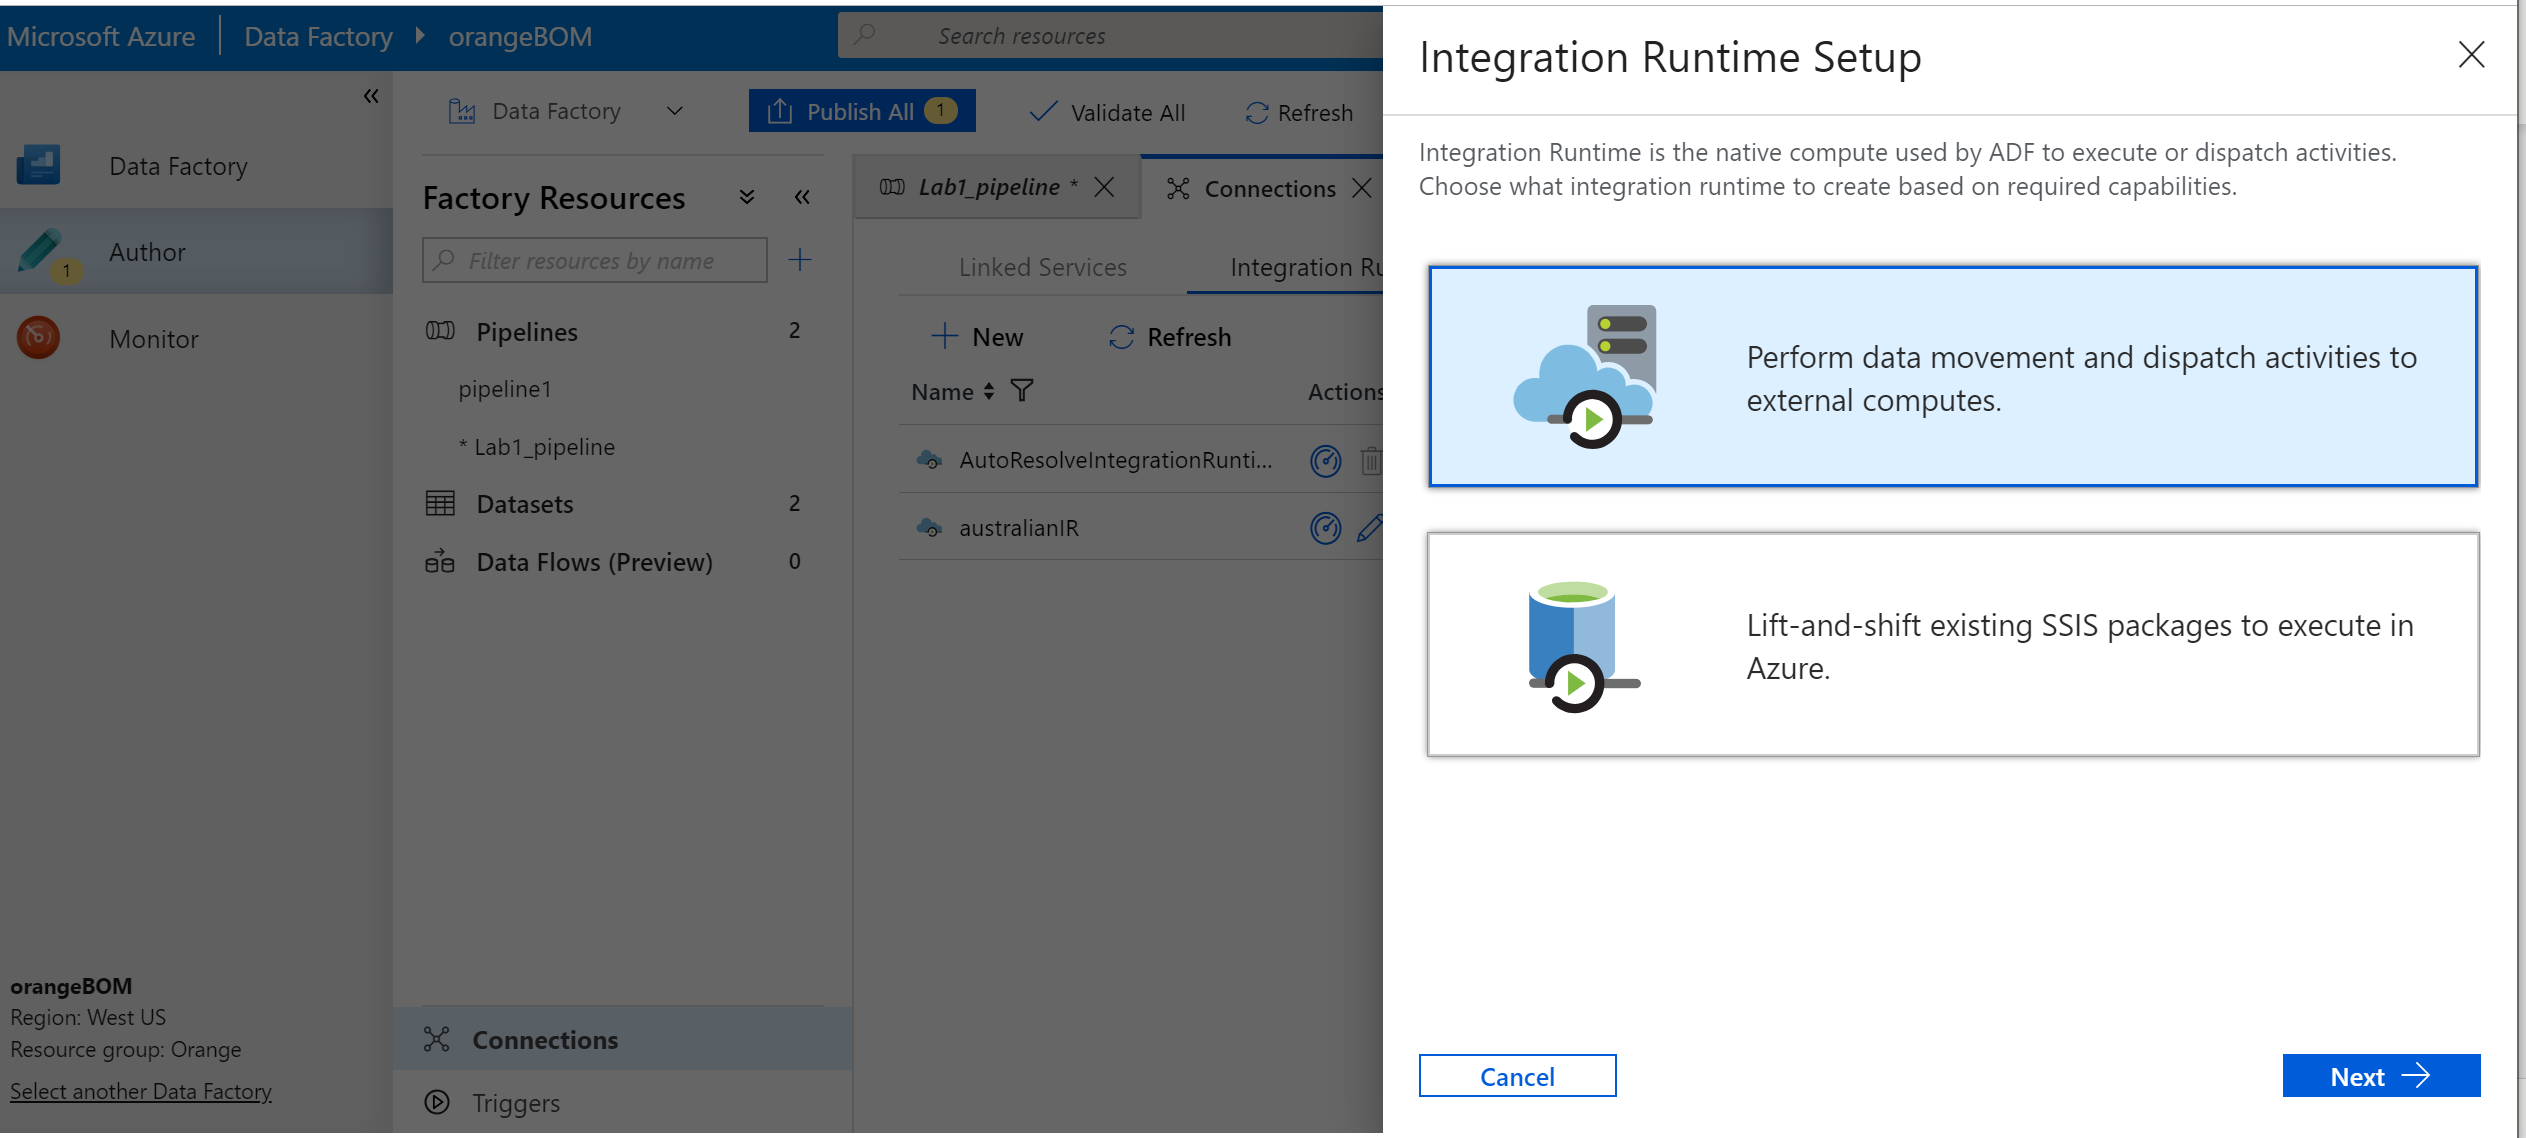 Microsoft Azure
Data Factory
orangeBOM
Search resources
Data Factory
Author
1
Monitor
orangeBOM
Region: West US
Resource group: Orange
Select another Data Factory
Data Factory
Publish All 1
Validate All
Refresh
Factory Resources
Filter resources by name
Pipelines 2
pipeline1
* Lab1_pipeline
Datasets 2
Data Flows (Preview) 0
Connections
Triggers
Lab1_pipeline *
Connections
Linked Services
Integration Ru
New
Refresh
Name
Actions
AutoResolveIntegrationRunti...
australianIR
Integration Runtime Setup
Integration Runtime is the native compute used by ADF to execute or dispatch activities.
Choose what integration runtime to create based on required capabilities.
Perform data movement and dispatch activities to
external computes.
Lift-and-shift existing SSIS packages to execute in
Azure.
Cancel
Next